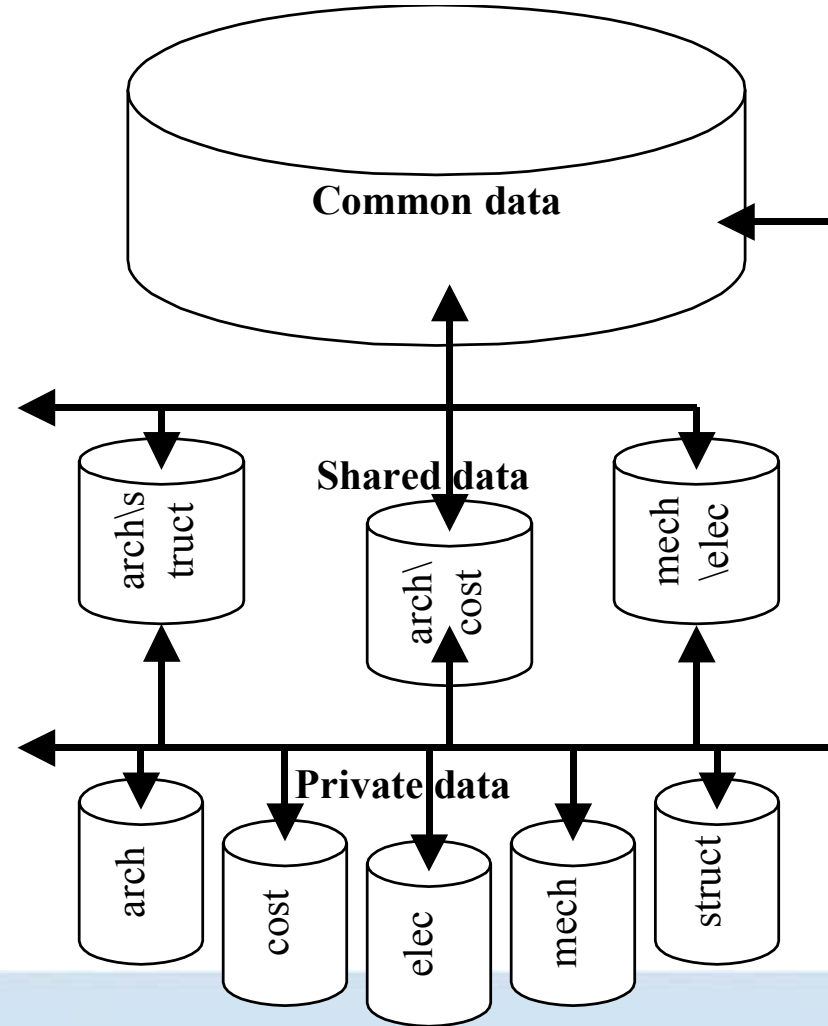 Common data
Shared data
arch\s
truct
arch\
cost
mech
\elec
Private data
arch
cost
elec
mech
struct